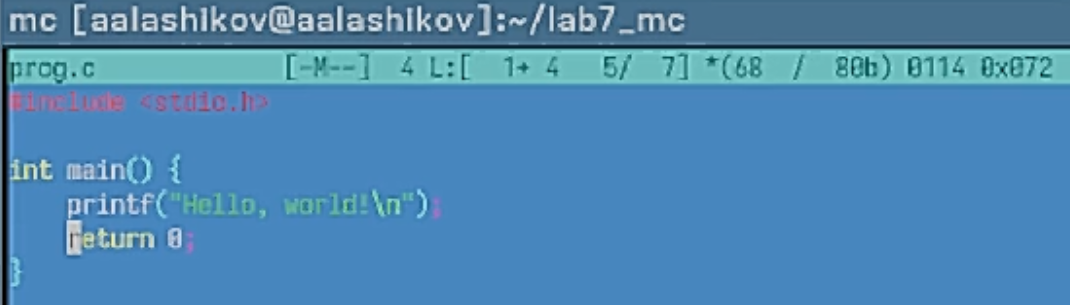 mc [aalashikov@aalashikov]:~/lab7_mc
prog.c [-M--] 4 L:[ 1+ 4 5/ 7] *(68 / 80b) 0114 0x072
#include <stdio.h>
int main() {
printf("Hello, world!\n");
return 0;
}